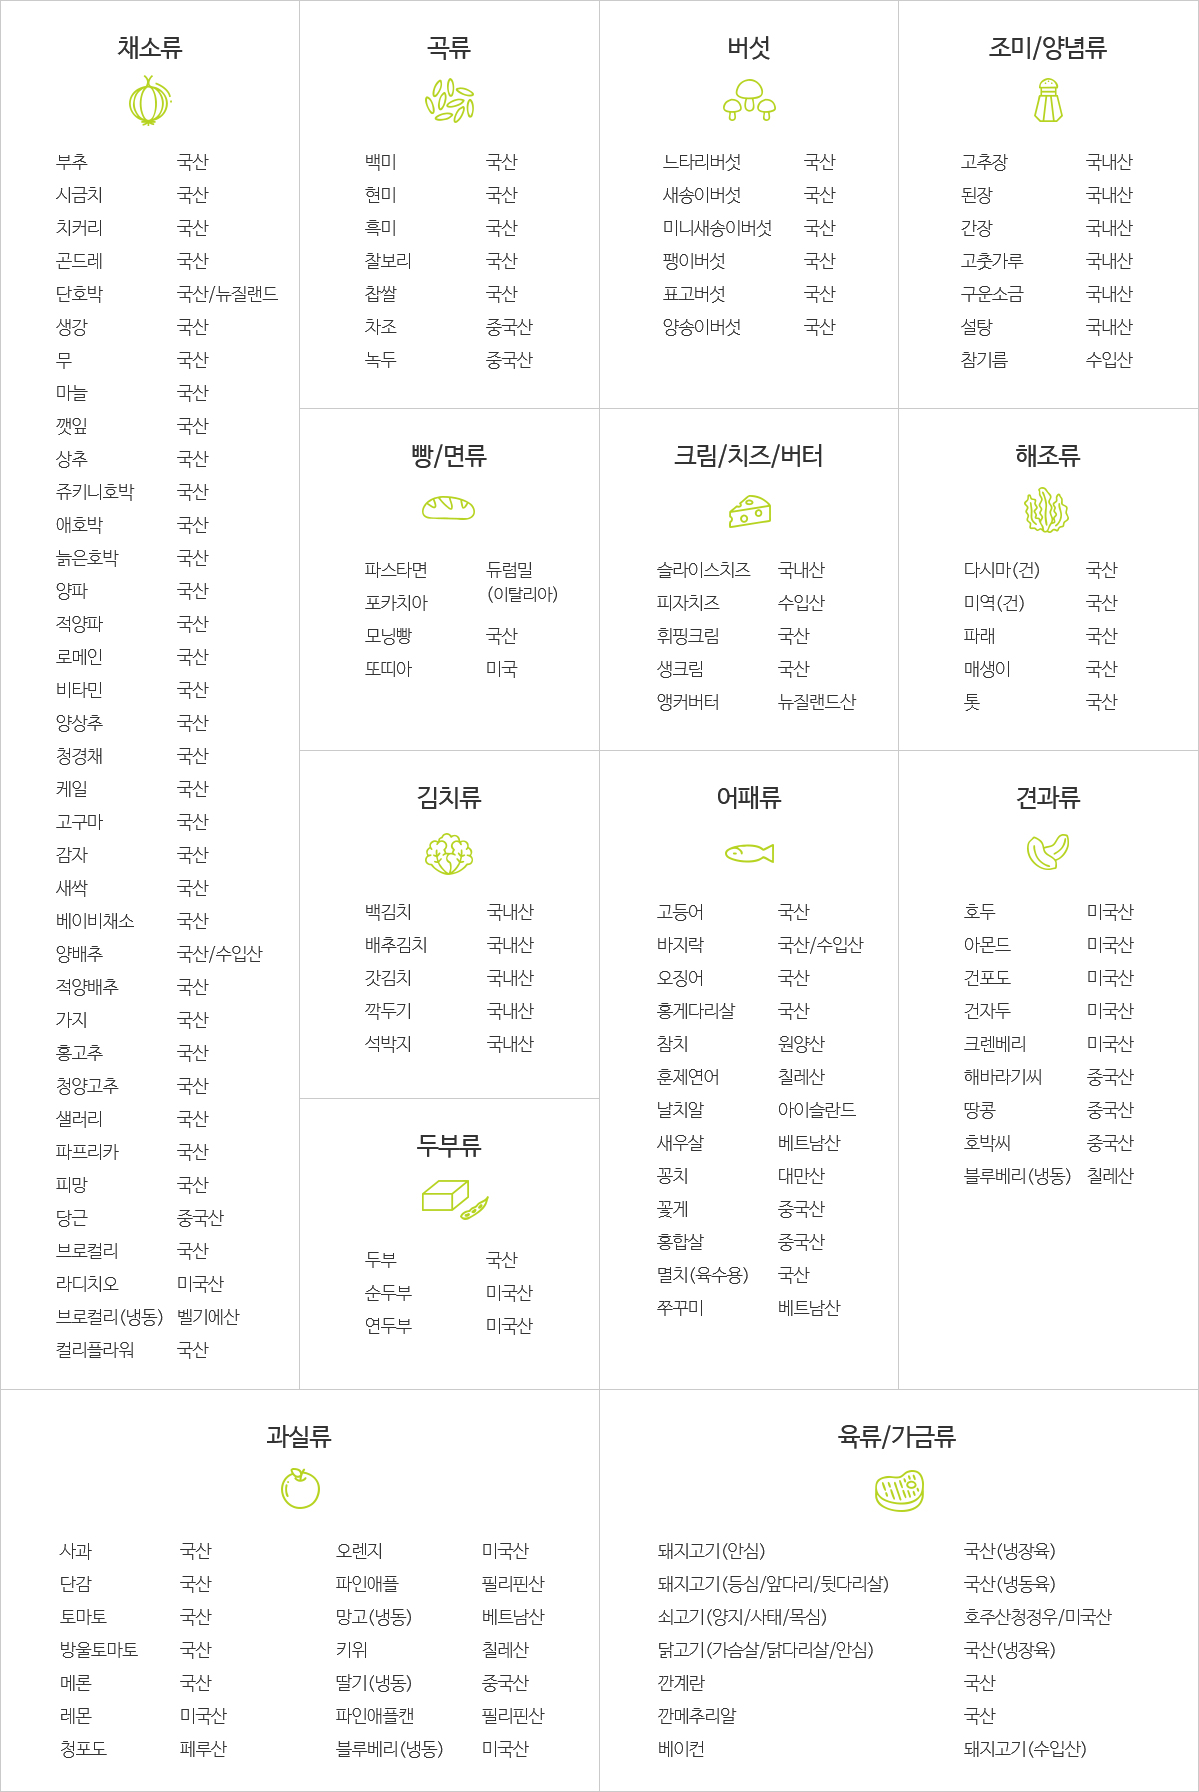 채소류
부추 국산
시금치 국산
치커리 국산
곤드레 국산
단호박 국산/뉴질랜드
생강 국산
무 국산
마늘 국산
깻잎 국산
상추 국산
쥬키니호박 국산
애호박 국산
늙은호박 국산
양파 국산
적양파 국산
로메인 국산
비타민 국산
양상추 국산
청경채 국산
케일 국산
고구마 국산
감자 국산
새싹 국산
베이비채소 국산
양배추 국산/수입산
적양배추 국산
가지 국산
홍고추 국산
청양고추 국산
샐러리 국산
파프리카 국산
피망 국산
당근 중국산
브로컬리 국산
라디치오 미국산
브로컬리(냉동) 벨기에산
컬리플라워 국산
곡류
백미 국산
현미 국산
흑미 국산
찰보리 국산
찹쌀 국산
차조 중국산
녹두 중국산
버섯
느타리버섯 국산
새송이버섯 국산
미니새송이버섯 국산
팽이버섯 국산
표고버섯 국산
양송이버섯 국산
조미/양념류
고추장 국내산
된장 국내산
간장 국내산
고춧가루 국내산
구운소금 국내산
설탕 국내산
참기름 수입산
빵/면류
파스타면 듀럼밀
(이탈리아)
포카치아
모닝빵 국산
또띠아 미국
크림/치즈/버터
슬라이스치즈 국내산
피자치즈 수입산
휘핑크림 국산
생크림 국산
앵커버터 뉴질랜드산
해조류
다시마(건) 국산
미역(건) 국산
파래 국산
매생이 국산
톳 국산
김치류
백김치 국내산
배추김치 국내산
갓김치 국내산
깍두기 국내산
석박지 국내산
두부류
두부 국산
순두부 미국산
연두부 미국산
어패류
고등어 국산
바지락 국산/수입산
오징어 국산
홍게다리살 국산
참치 원양산
훈제연어 칠레산
날치알 아이슬란드
새우살 베트남산
꽁치 대만산
꽃게 중국산
홍합살 중국산
멸치(육수용) 국산
쭈꾸미 베트남산
견과류
호두 미국산
아몬드 미국산
건포도 미국산
건자두 미국산
크렌베리 미국산
해바라기씨 중국산
땅콩 중국산
호박씨 중국산
블루베리(냉동) 칠레산
과실류
사과 국산 오렌지 미국산
단감 국산 파인애플 필리핀산
토마토 국산 망고(냉동) 베트남산
방울토마토 국산 키위 칠레산
메론 국산 딸기(냉동) 중국산
레몬 미국산 파인애플캔 필리핀산
청포도 페루산 블루베리(냉동) 미국산
육류/가금류
돼지고기(안심) 국산(냉장육)
돼지고기(등심/앞다리/뒷다리살) 국산(냉동육)
쇠고기(양지/사태/목심) 호주산청정우/미국산
닭고기(가슴살/닭다리살/안심) 국산(냉장육)
깐계란 국산
깐메추리알 국산
베이컨 돼지고기(수입산)